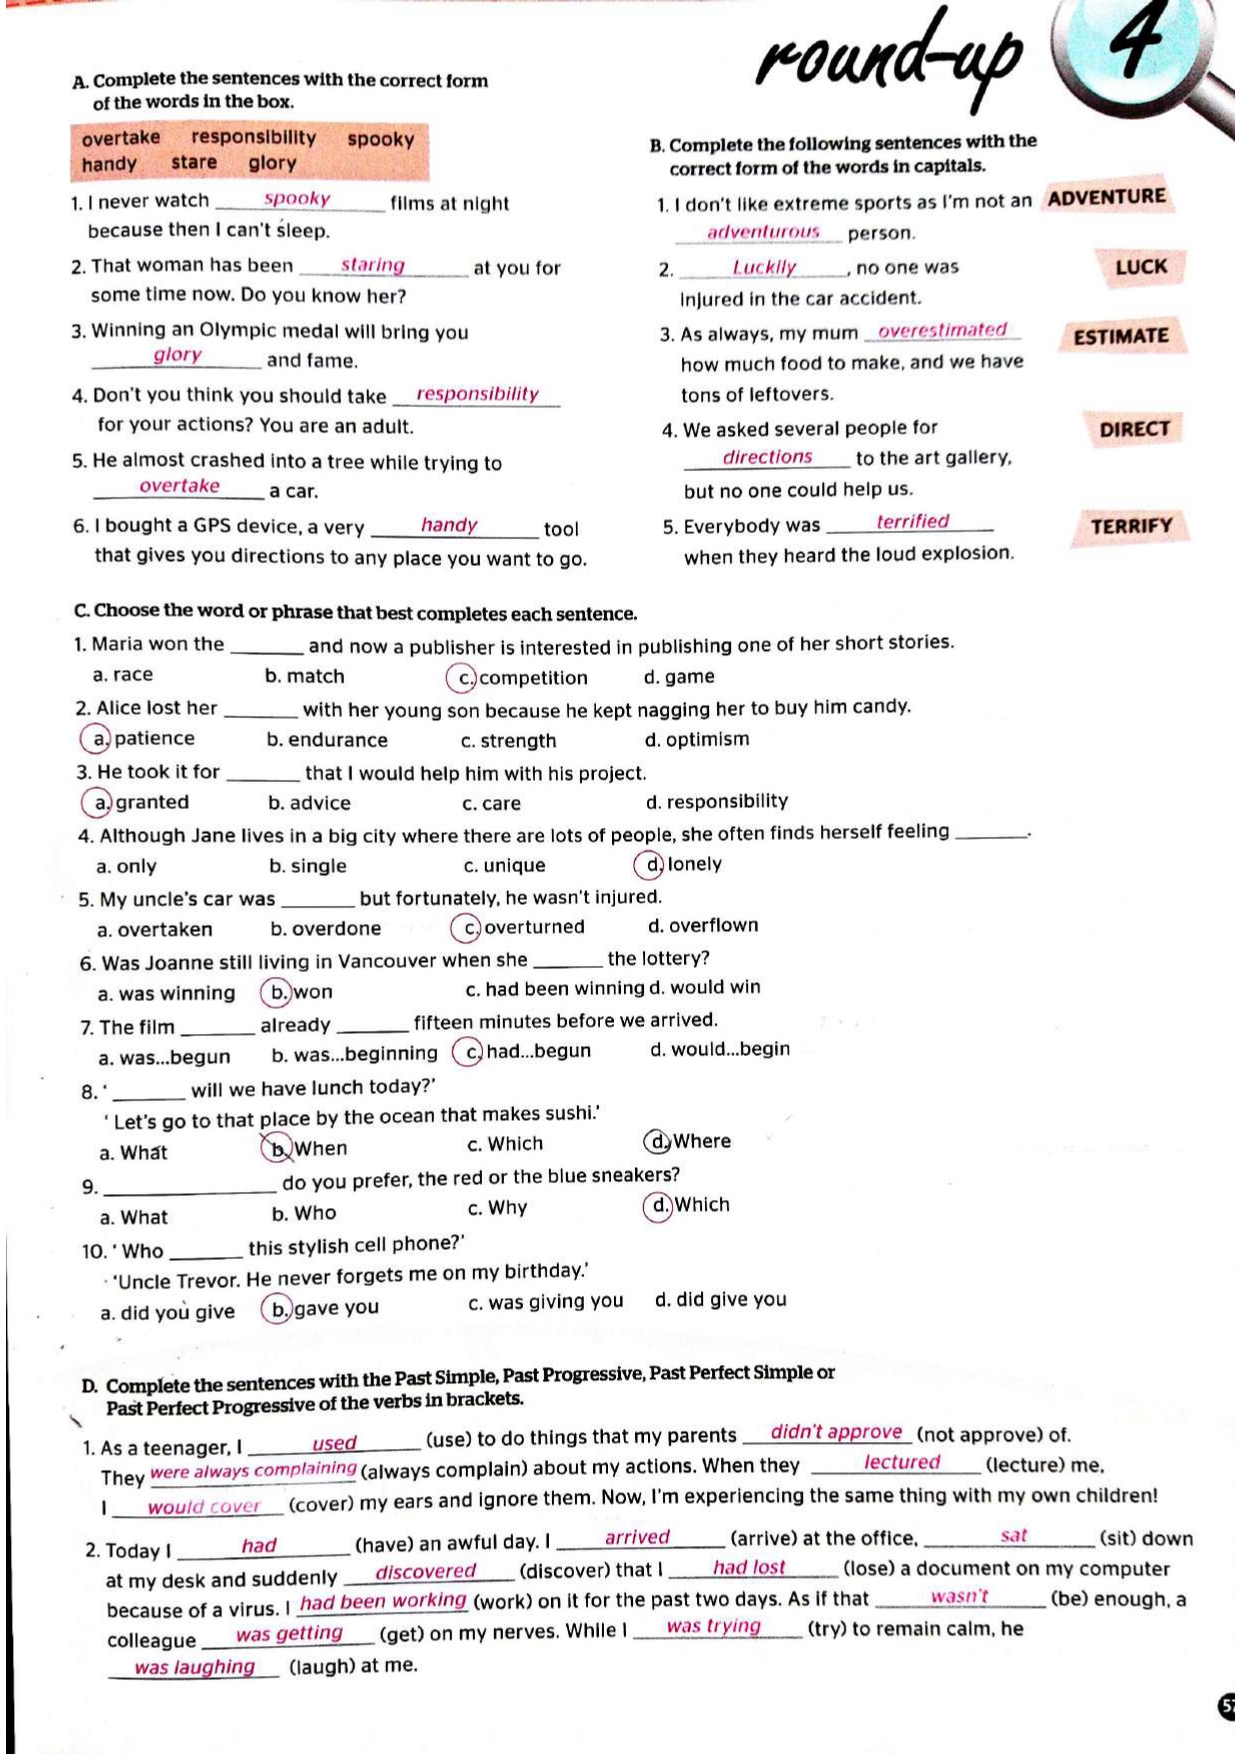 round-up 4
A. Complete the sentences with the correct form
of the words in the box.
overtake responsibility spooky
handy stare glory
1. I never watch spooky films at night
because then I can't sleep.
2. That woman has been staring at you for
some time now. Do you know her?
3. Winning an Olympic medal will bring you
glory and fame.
4. Don't you think you should take responsibility
for your actions? You are an adult.
5. He almost crashed into a tree while trying to
overtake a car.
6. I bought a GPS device, a very handy tool
that gives you directions to any place you want to go.
B. Complete the following sentences with the
correct form of the words in capitals.
1. I don't like extreme sports as I'm not an ADVENTURE
adventurous person.
2. Luckily, no one was LUCK
injured in the car accident.
3. As always, my mum overestimated ESTIMATE
how much food to make, and we have
tons of leftovers.
4. We asked several people for DIRECT
directions to the art gallery,
but no one could help us.
5. Everybody was terrified TERRIFY
when they heard the loud explosion.
C. Choose the word or phrase that best completes each sentence.
1. Maria won the ______ and now a publisher is interested in publishing one of her short stories.
a. race b. match c. competition d. game
2. Alice lost her ______ with her young son because he kept nagging her to buy him candy.
a. patience b. endurance c. strength d. optimism
3. He took it for ______ that I would help him with his project.
a. granted b. advice c. care d. responsibility
4. Although Jane lives in a big city where there are lots of people, she often finds herself feeling ______.
a. only b. single c. unique d. lonely
5. My uncle's car was ______ but fortunately, he wasn't injured.
a. overtaken b. overdone c. overturned d. overflown
6. Was Joanne still living in Vancouver when she ______ the lottery?
a. was winning b. won c. had been winning d. would win
7. The film ______ already ______ fifteen minutes before we arrived.
a. was...begun b. was...beginning c. had...begun d. would...begin
8. ' ______ will we have lunch today?'
' Let's go to that place by the ocean that makes sushi.'
a. What b. When c. Which d. Where
9. ______________ do you prefer, the red or the blue sneakers?
a. What b. Who c. Why d. Which
10. ' Who ______ this stylish cell phone?'
'Uncle Trevor. He never forgets me on my birthday.'
a. did you give b. gave you c. was giving you d. did give you
D. Complete the sentences with the Past Simple, Past Progressive, Past Perfect Simple or
Past Perfect Progressive of the verbs in brackets.
1. As a teenager, I used (use) to do things that my parents didn't approve (not approve) of.
They were always complaining (always complain) about my actions. When they lectured (lecture) me,
I would cover (cover) my ears and ignore them. Now, I'm experiencing the same thing with my own children!
2. Today I had (have) an awful day. I arrived (arrive) at the office, sat (sit) down
at my desk and suddenly discovered (discover) that I had lost (lose) a document on my computer
because of a virus. I had been working (work) on it for the past two days. As if that wasn't (be) enough, a
colleague was getting (get) on my nerves. While I was trying (try) to remain calm, he
was laughing (laugh) at me.